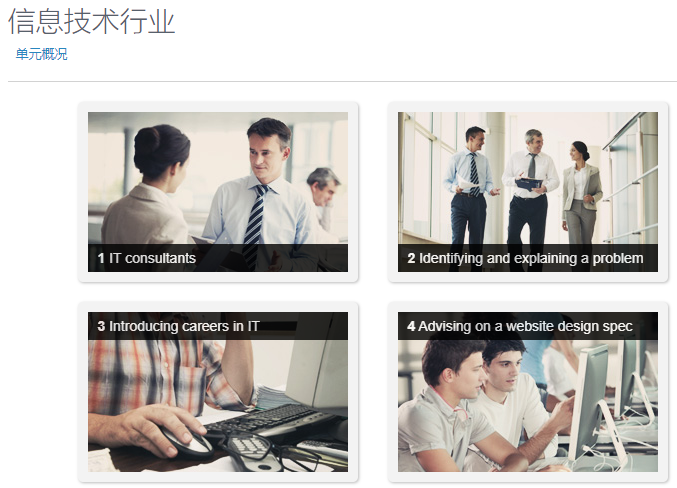 信息技术行业
单元概况
1 IT consultants
2 Identifying and explaining a problem
3 Introducing careers in IT
4 Advising on a website design spec